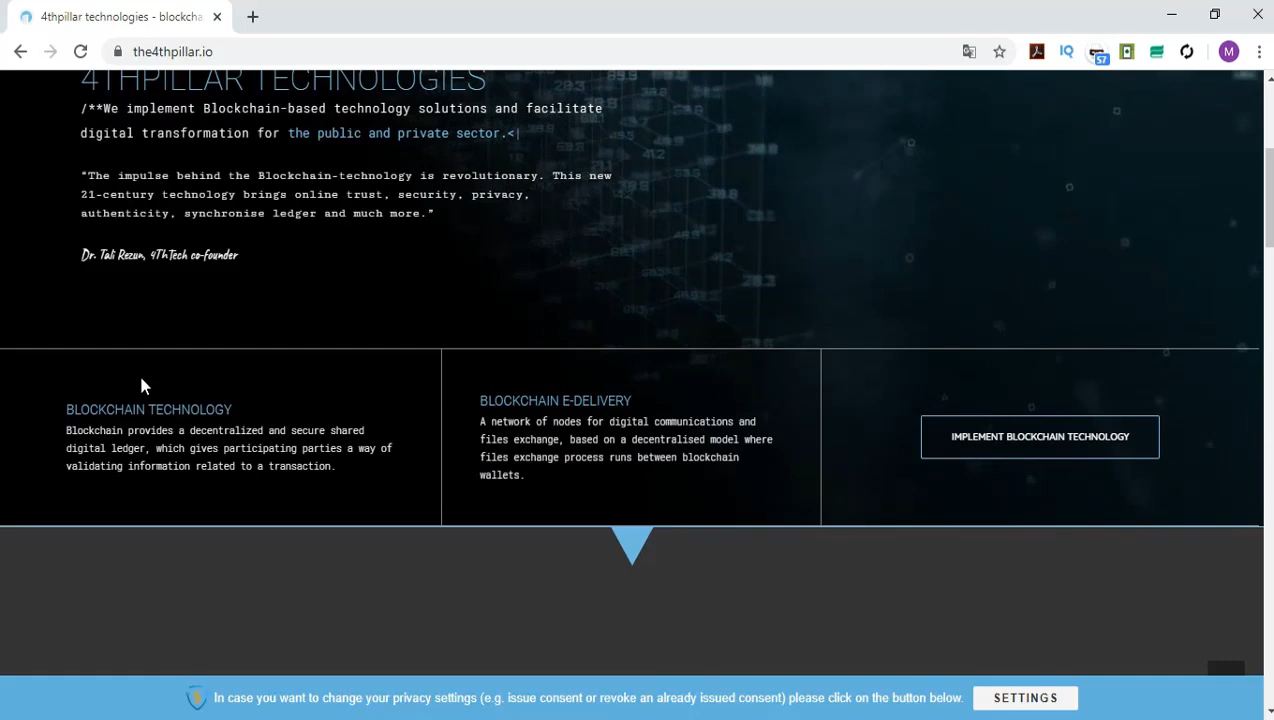 4thpillar technologies - blockcha
the4thpillar.io
57
M
4THPILLAR TECHNOLOGIES
/**We implement Blockchain-based technology solutions and facilitate
digital transformation for the public and private sector.<|
"The impulse behind the Blockchain-technology is revolutionary. This new
21-century technology brings online trust, security, privacy,
authenticity, synchronise ledger and much more."
Dr. Tali Rezun, 4ThTech co-founder
BLOCKCHAIN TECHNOLOGY
Blockchain provides a decentralized and secure shared
digital ledger, which gives participating parties a way of
validating information related to a transaction.
BLOCKCHAIN E-DELIVERY
A network of nodes for digital communications and
files exchange, based on a decentralised model where
files exchange process runs between blockchain
wallets.
IMPLEMENT BLOCKCHAIN TECHNOLOGY
In case you want to change your privacy settings (e.g. issue consent or revoke an already issued consent) please click on the button below.
SETTINGS